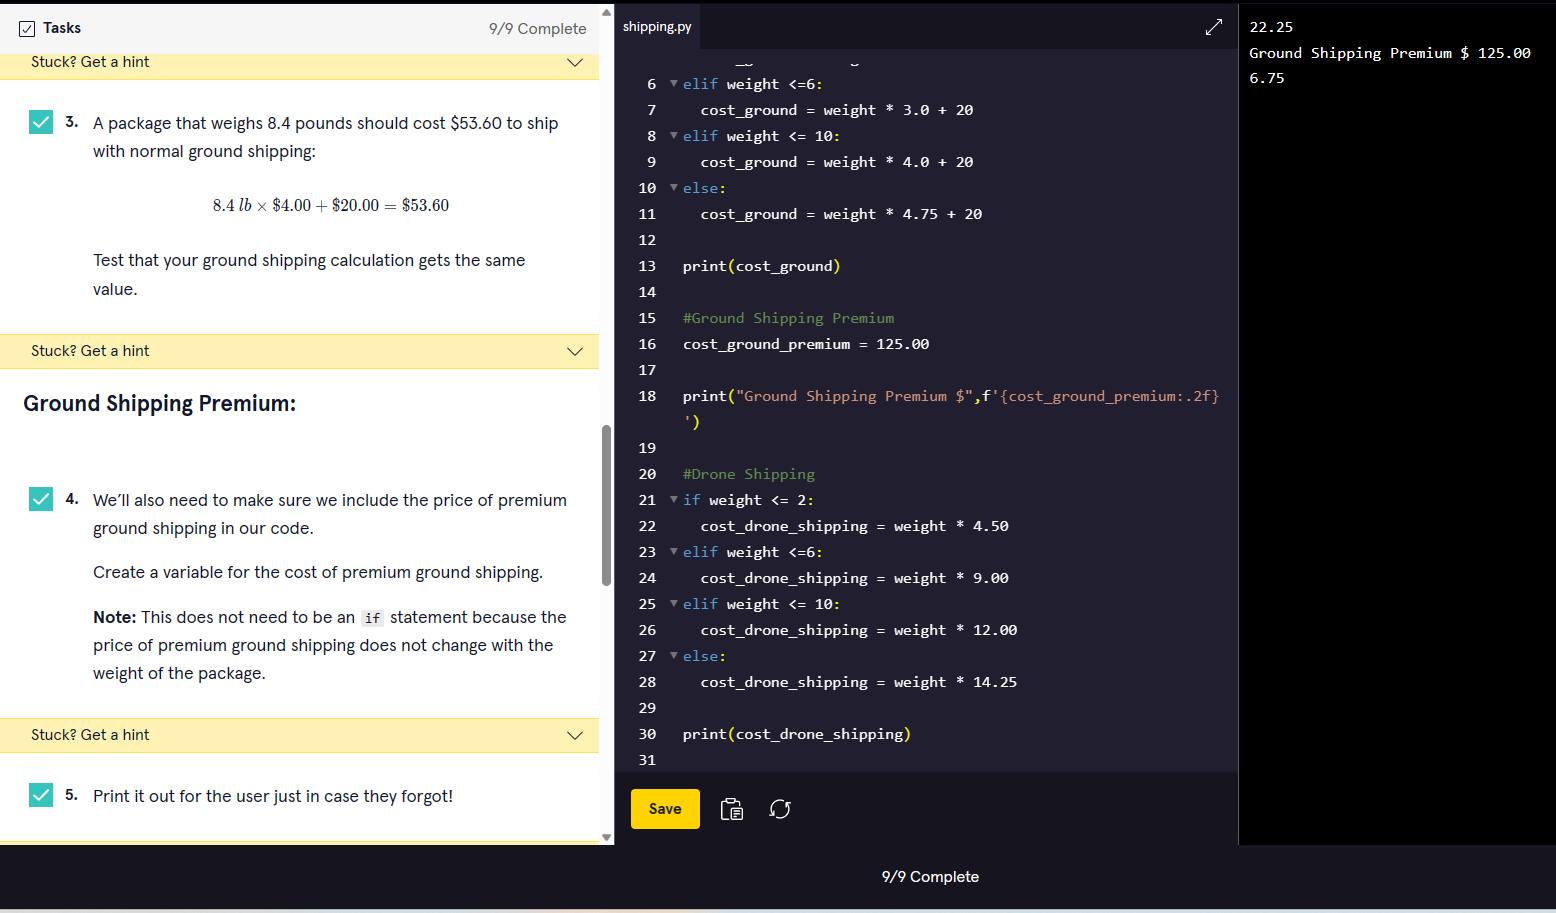 Tasks
9/9 Complete
Stuck? Get a hint
3. A package that weighs 8.4 pounds should cost $53.60 to ship
with normal ground shipping:
8.4 lb × $4.00 + $20.00 = $53.60
Test that your ground shipping calculation gets the same
value.
Stuck? Get a hint
Ground Shipping Premium:
4. We’ll also need to make sure we include the price of premium
ground shipping in our code.
Create a variable for the cost of premium ground shipping.
Note: This does not need to be an if statement because the
price of premium ground shipping does not change with the
weight of the package.
Stuck? Get a hint
5. Print it out for the user just in case they forgot!
shipping.py
6 elif weight <=6:
7 cost_ground = weight * 3.0 + 20
8 elif weight <= 10:
9 cost_ground = weight * 4.0 + 20
10 else:
11 cost_ground = weight * 4.75 + 20
12
13 print(cost_ground)
14
15 #Ground Shipping Premium
16 cost_ground_premium = 125.00
17
18 print("Ground Shipping Premium $",f'{cost_ground_premium:.2f}
')
19
20 #Drone Shipping
21 if weight <= 2:
22 cost_drone_shipping = weight * 4.50
23 elif weight <=6:
24 cost_drone_shipping = weight * 9.00
25 elif weight <= 10:
26 cost_drone_shipping = weight * 12.00
27 else:
28 cost_drone_shipping = weight * 14.25
29
30 print(cost_drone_shipping)
31
Save
22.25
Ground Shipping Premium $ 125.00
6.75
9/9 Complete